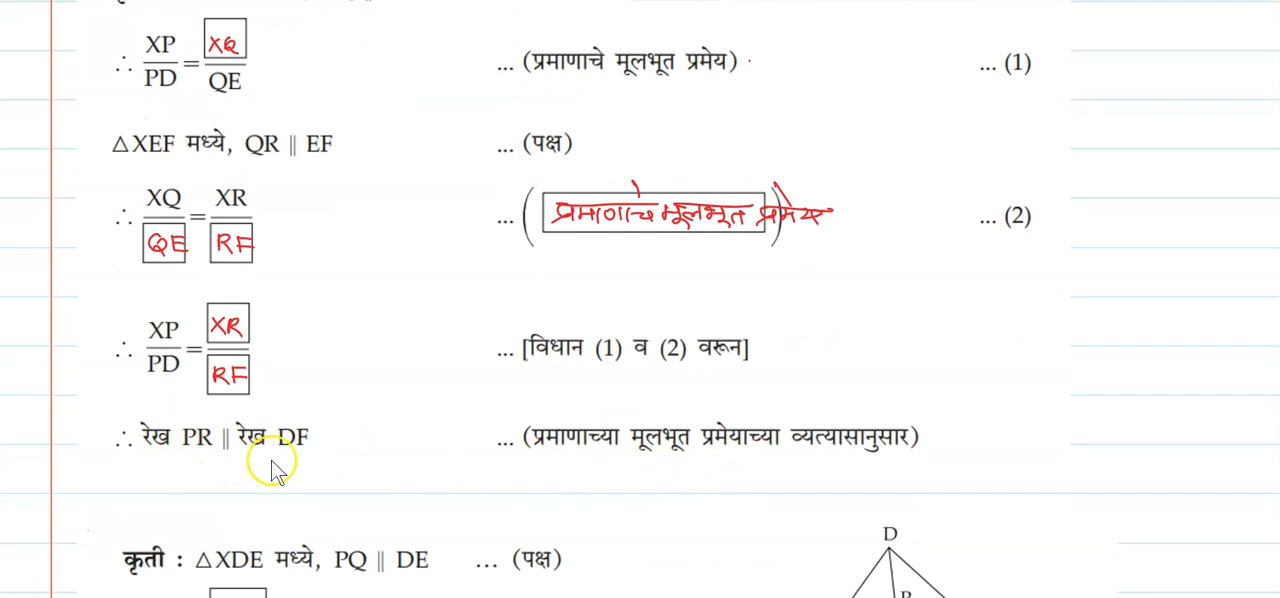 ∴ XP/PD = XQ/QE ... (प्रमाणाचे मूलभूत प्रमेय) ... (1)
△XEF मध्ये, QR || EF ... (पक्ष)
∴ XQ/QE = XR/RF ... (प्रमाणाचे मूलभूत प्रमेय) ... (2)
∴ XP/PD = XR/RF ... [विधान (1) व (2) वरून]
∴ रेख PR || रेख DF ... (प्रमाणाच्या मूलभूत प्रमेयाच्या व्यत्यासानुसार)
D
कृती : △XDE मध्ये, PQ || DE ... (पक्ष)